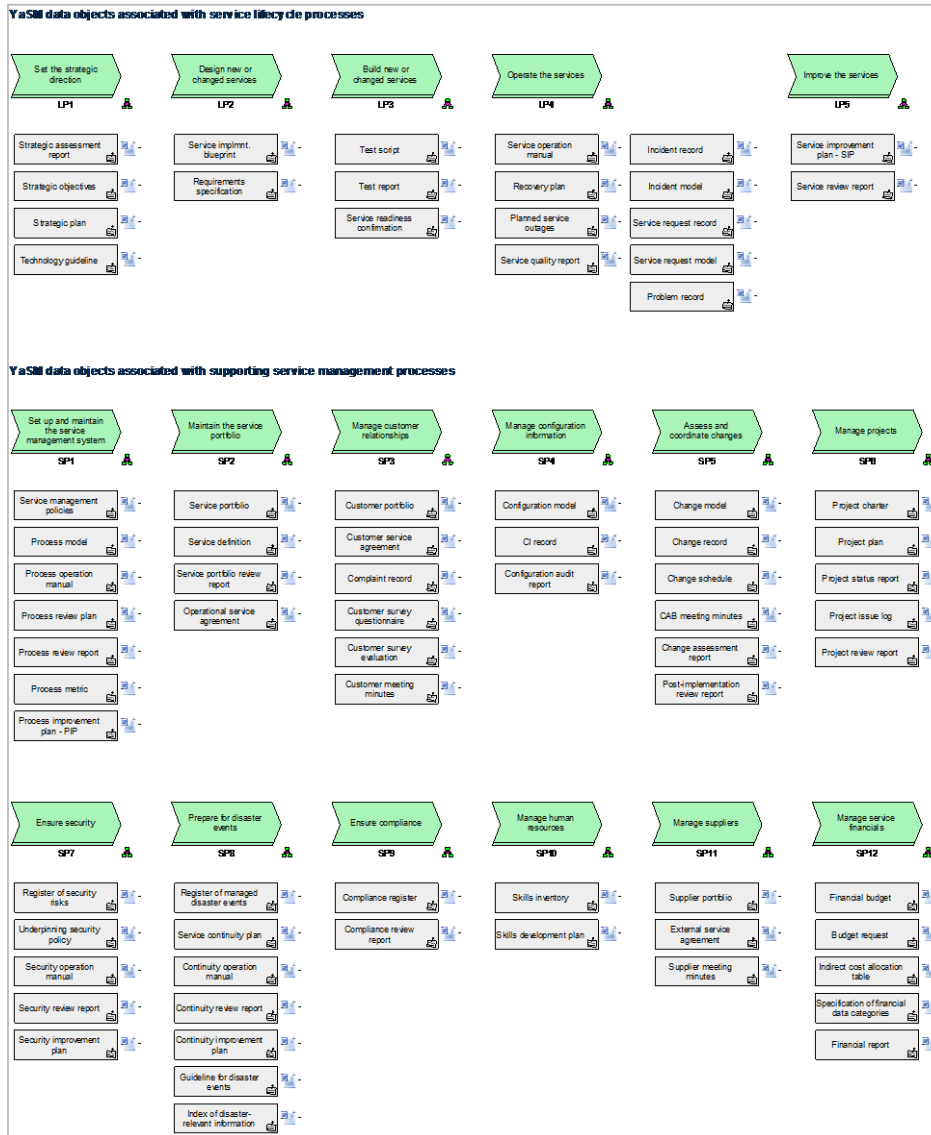 YaSM data objects associated with service lifecycle processes
Set the strategic
direction
LP1
Design new or
changed services
LP2
Build new or
changed services
LP3
Operate the services
LP4
Improve the services
LP5
Strategic assessment
report
Strategic objectives
Strategic plan
Technology guideline
Service implmnt.
blueprint
Requirements
specification
Test script
Test report
Service readiness
confirmation
Service operation
manual
Recovery plan
Planned service
outages
Service quality report
Incident record
Incident model
Service request record
Service request model
Problem record
Service improvement
plan - SIP
Service review report
YaSM data objects associated with supporting service management processes
Set up and maintain
the service
management system
SP1
Maintain the service
portfolio
SP2
Manage customer
relationships
SP3
Manage configuration
information
SP4
Assess and
coordinate changes
SP5
Manage projects
SP6
Service management
policies
Process model
Process operation
manual
Process review plan
Process review report
Process metric
Process improvement
plan - PIP
Service portfolio
Service definition
Service portfolio review
report
Operational service
agreement
Customer portfolio
Customer service
agreement
Complaint record
Customer survey
questionnaire
Customer survey
evaluation
Customer meeting
minutes
Configuration model
CI record
Configuration audit
report
Change model
Change record
Change schedule
CAB meeting minutes
Change assessment
report
Post-implementation
review report
Project charter
Project plan
Project status report
Project issue log
Project review report
Ensure security
SP7
Prepare for disaster
events
SP8
Ensure compliance
SP9
Manage human
resources
SP10
Manage suppliers
SP11
Manage service
financials
SP12
Register of security
risks
Underpinning security
policy
Security operation
manual
Security review report
Security improvement
plan
Register of managed
disaster events
Service continuity plan
Continuity operation
manual
Continuity review report
Continuity improvement
plan
Guideline for disaster
events
Index of disaster-
relevant information
Compliance register
Compliance review
report
Skills inventory
Skills development plan
Supplier portfolio
External service
agreement
Supplier meeting
minutes
Financial budget
Budget request
Indirect cost allocation
table
Specification of financial
data categories
Financial report